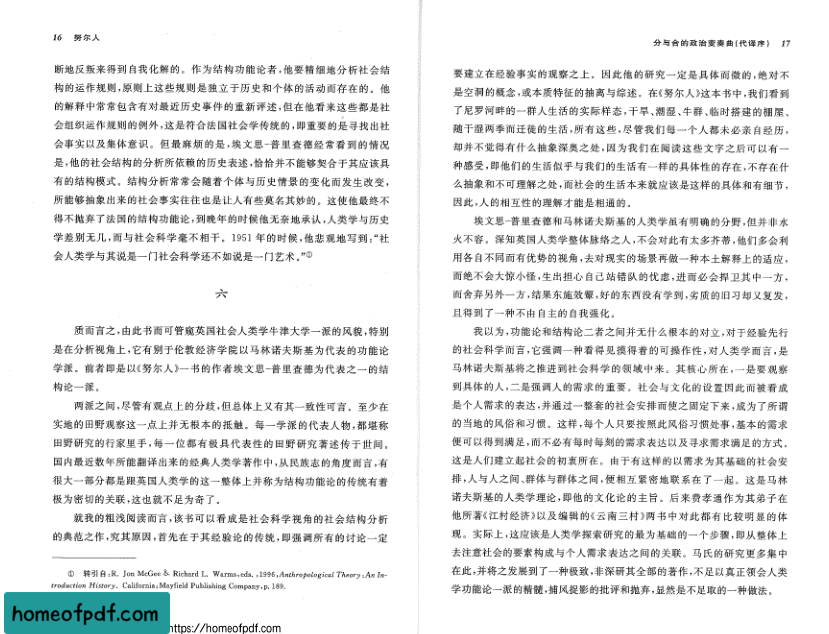 16 努尔人
断地反叛来得到自我化解的。作为结构功能论者,他要精细地分析社会结
构的运作规则,原则上这些规则是独立于历史和个体的活动而存在的。他
的解释中常常包含有对最近历史事件的重新评述,但在他看来这些都是社
会组织运作规则的例外,这是符合法国社会学传统的,即重要的是寻找出社
会事实以及集体意识。但最麻烦的是,埃文思-普里查德经常看到的情况
是,他的社会结构的分析所依赖的历史表述,恰恰并不能够契合于其应该具
有的结构模式。结构分析常常会随着个体与历史情景的变化而发生改变,
所能够抽象出来的社会事实往往也是让人有些莫名其妙的。这使他最终不
得不抛弃了法国的结构功能论,到晚年的时候他无奈地承认,人类学与历史
学差别无几,而与社会科学毫不相干。1951 年的时候,他悲观地写到:“社
会人类学与其说是一门社会科学还不如说是一门艺术。”①
六
质而言之,由此书而可管窥英国社会人类学牛津大学一派的风貌,特别
是在分析视角上,它有别于伦敦经济学院以马林诺夫斯基为代表的功能论
学派。前者即是以《努尔人》一书的作者埃文思-普里查德为代表之一的结
构论一派。
两派之间,尽管有观点上的分歧,但总体上又有其一致性可言。至少在
实地的田野观察这一点上并无根本的抵触。每一学派的代表人物,都堪称
田野研究的行家里手,每一位都有极具代表性的田野研究著述传于世间。
国内最近数年所能翻译出来的经典人类学著作中,从民族志的角度而言,有
很大一部分都是跟英国人类学的这一整体上并称为结构功能论的传统有着
极为密切的关联,这也就不足为奇了。
就我的粗浅阅读而言,该书可以看成是社会科学视角的社会结构分析
的典范之作,究其原因,首先在于其经验论的传统,即强调所有的讨论一定
① 转引自:R. Jon McGee & Richard L. Warms,eds. ,1996,Anthropological Theory:An In-
troduction History. California:Mayfield Publishing Company,p. 189.
homeofpdf.com
https://homeofpdf.com
分与合的政治变奏曲(代译序) 17
要建立在经验事实的观察之上。因此他的研究一定是具体而微的,绝对不
是空洞的概念,或本质特征的抽离与综述。在《努尔人》这本书中,我们看到
了尼罗河畔的一群人生活的实际样态,干旱、潮湿、牛群、临时搭建的棚屋、
随干湿两季而迁徙的生活,所有这些,尽管我们每一个人都未必亲自经历,
却并不觉得有什么抽象深奥之处,因为我们在阅读这些文字之后可以有一
种感受,即他们的生活似乎与我们的生活有一样的具体性的存在,不存在什
么抽象和不可理解之处,而社会的生活本来就应该是这样的具体和有细节,
因此,人的相互性的理解才能是相通的。
埃文思-普里查德和马林诺夫斯基的人类学虽有明确的分野,但并非水
火不容。深知英国人类学整体脉络之人,不会对此有太多芥蒂,他们多会利
用各自不同而有优势的视角,去对现实的场景再做一种本土解释上的适应,
而绝不会大惊小怪,生出担心自己站错队的忧虑,进而必会捍卫其中一方,
而舍弃另外一方,结果东施效颦,好的东西没有学到,劣质的旧习却又复发,
且得到了一种不由自主的自我强化。
我以为,功能论和结构论二者之间并无什么根本的对立,对于经验先行
的社会科学而言,它强调一种看得见摸得着的可操作性,对人类学而言,是
马林诺夫斯基将之推进到社会科学的领域中来。其核心所在,一是要观察
到具体的人,二是强调人的需求的重要。社会与文化的设置因此而被看成
是个人需求的表达,并通过一整套的社会安排而使之固定下来,成为了所谓
的当地的风俗和习惯。这样,每个人只要按照此风俗习惯处事,基本的需求
便可以得到满足,而不必有每时每刻的需求表达以及寻求需求满足的方式。
这是人们建立起社会的初衷所在。由于有这样的以需求为其基础的社会安
排,人与人之间、群体与群体之间,便相互紧密地联系在了一起。这是马林
诺夫斯基的人类学理论,即他的文化论的主旨。后来费孝通作为其弟子在
他所著《江村经济》以及编辑的《云南三村》两书中对此都有比较明显的体
现。实际上,这应该是人类学探索研究的最为基础的一个步骤,即从整体上
去注意社会的要素构成与个人需求表达之间的关联。马氏的研究更多集中
在此,并将之发展到了一种极致,非深研其全部的著作,不足以真正领会人类
学功能论一派的精髓,捕风捉影的批评和抛弃,显然是不足取的一种做法。